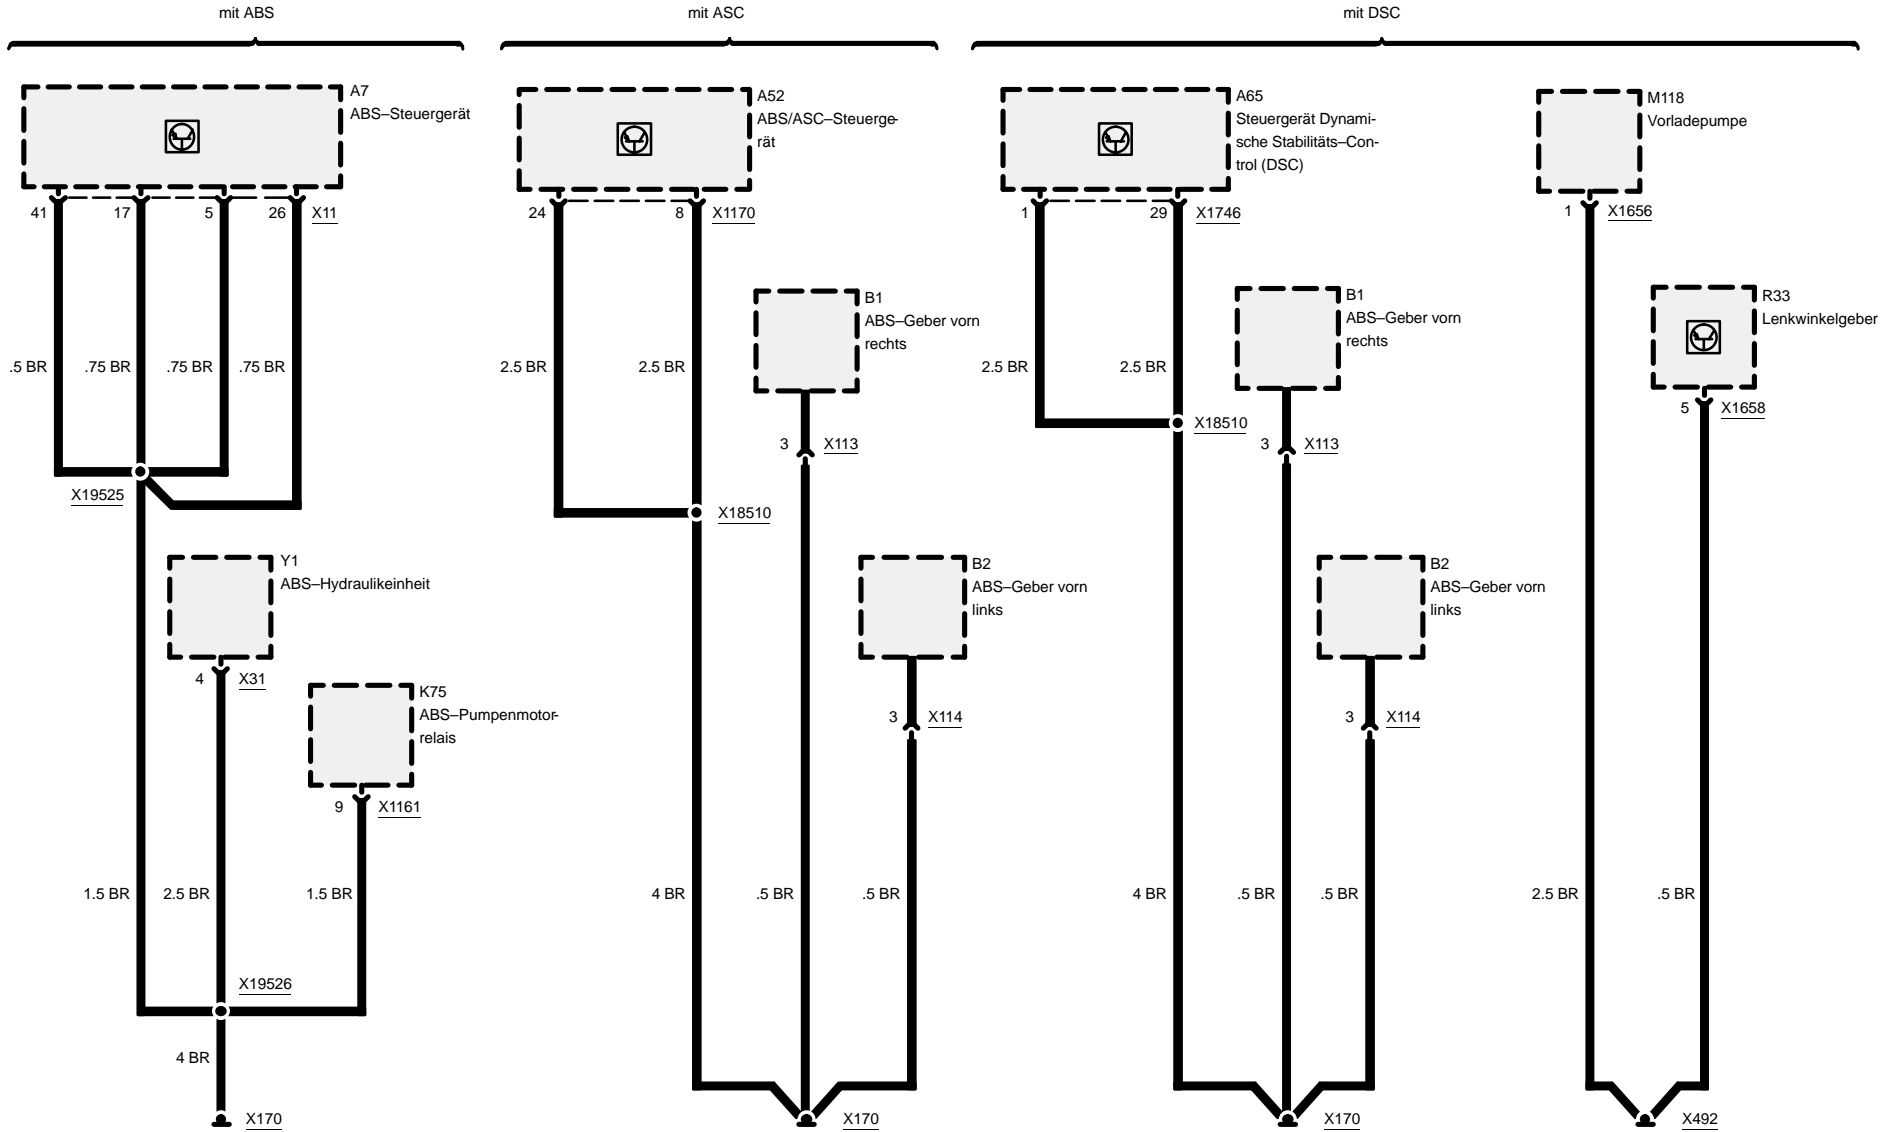 mit ABS
mit ASC
mit DSC
A7
ABS–Steuergerät
A52
ABS/ASC–Steuerge-
rät
A65
Steuergerät Dynami-
sche Stabilitäts–Con-
trol (DSC)
M118
Vorladepumpe
41
17
5
26
X11
24
8
X1170
1
29
X1746
1
X1656
B1
ABS–Geber vorn
rechts
B1
ABS–Geber vorn
rechts
R33
Lenkwinkelgeber
.5 BR
.75 BR
.75 BR
.75 BR
2.5 BR
2.5 BR
2.5 BR
2.5 BR
5
X1658
X18510
3
X113
3
X113
X19525
X18510
Y1
ABS–Hydraulikeinheit
B2
ABS–Geber vorn
links
B2
ABS–Geber vorn
links
4
X31
K75
ABS–Pumpenmotor-
relais
3
X114
3
X114
9
X1161
1.5 BR
2.5 BR
1.5 BR
4 BR
.5 BR
.5 BR
4 BR
.5 BR
.5 BR
2.5 BR
.5 BR
X19526
4 BR
X170
X170
X170
X492